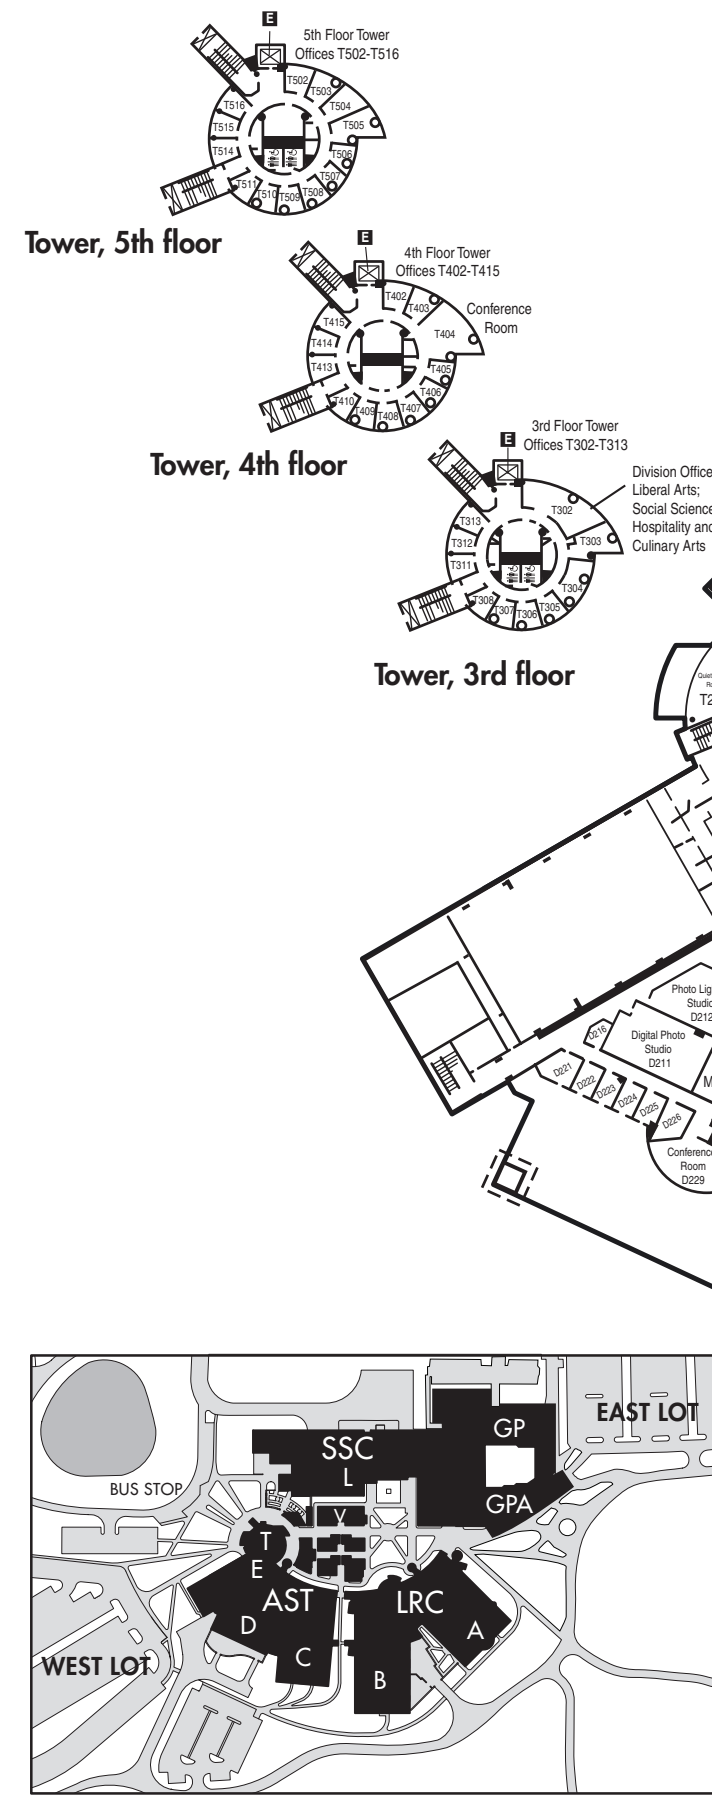 E
5th Floor Tower
Offices T502-T516
T502
T503
T504
T505
T506
T507
T508
T509
T510
T511
T514
T515
T516
Tower, 5th floor
E
4th Floor Tower
Offices T402-T415
Conference
Room
T402
T403
T404
T405
T406
T407
T408
T409
T410
T413
T414
T415
Tower, 4th floor
E
3rd Floor Tower
Offices T302-T313
Division Office
Liberal Arts;
Social Science
Hospitality and
Culinary Arts
T302
T303
T304
T305
T306
T307
T308
T311
T312
T313
Tower, 3rd floor
Quiet
T2
Photo Lig
Studio
D212
D216
Digital Photo
Studio
D211
M
D221
D222
D223
D224
D225
D226
Conference
Room
D229
EAST LOT
GP
SSC
L
BUS STOP
GPA
V
T
E
AST
LRC
D
A
C
WEST LOT
B